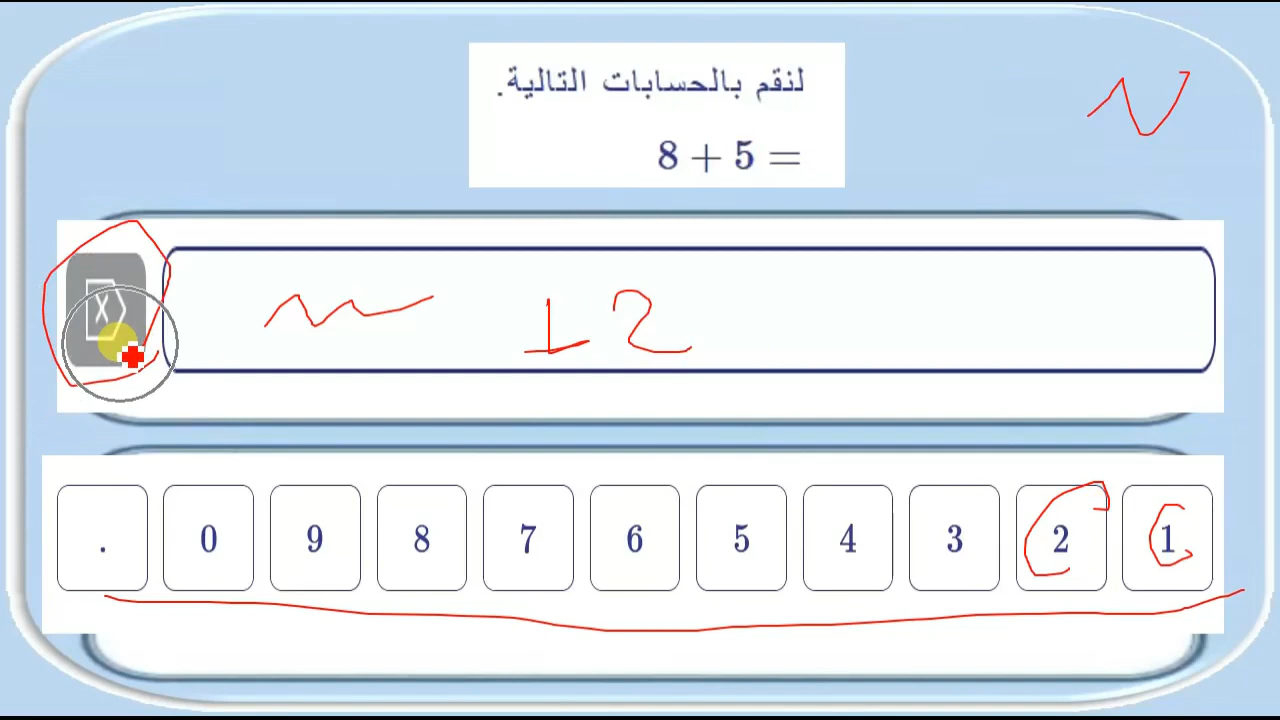 لنقم بالحسابات التالية.
8 + 5 =
12
. 0 9 8 7 6 5 4 3 2 1